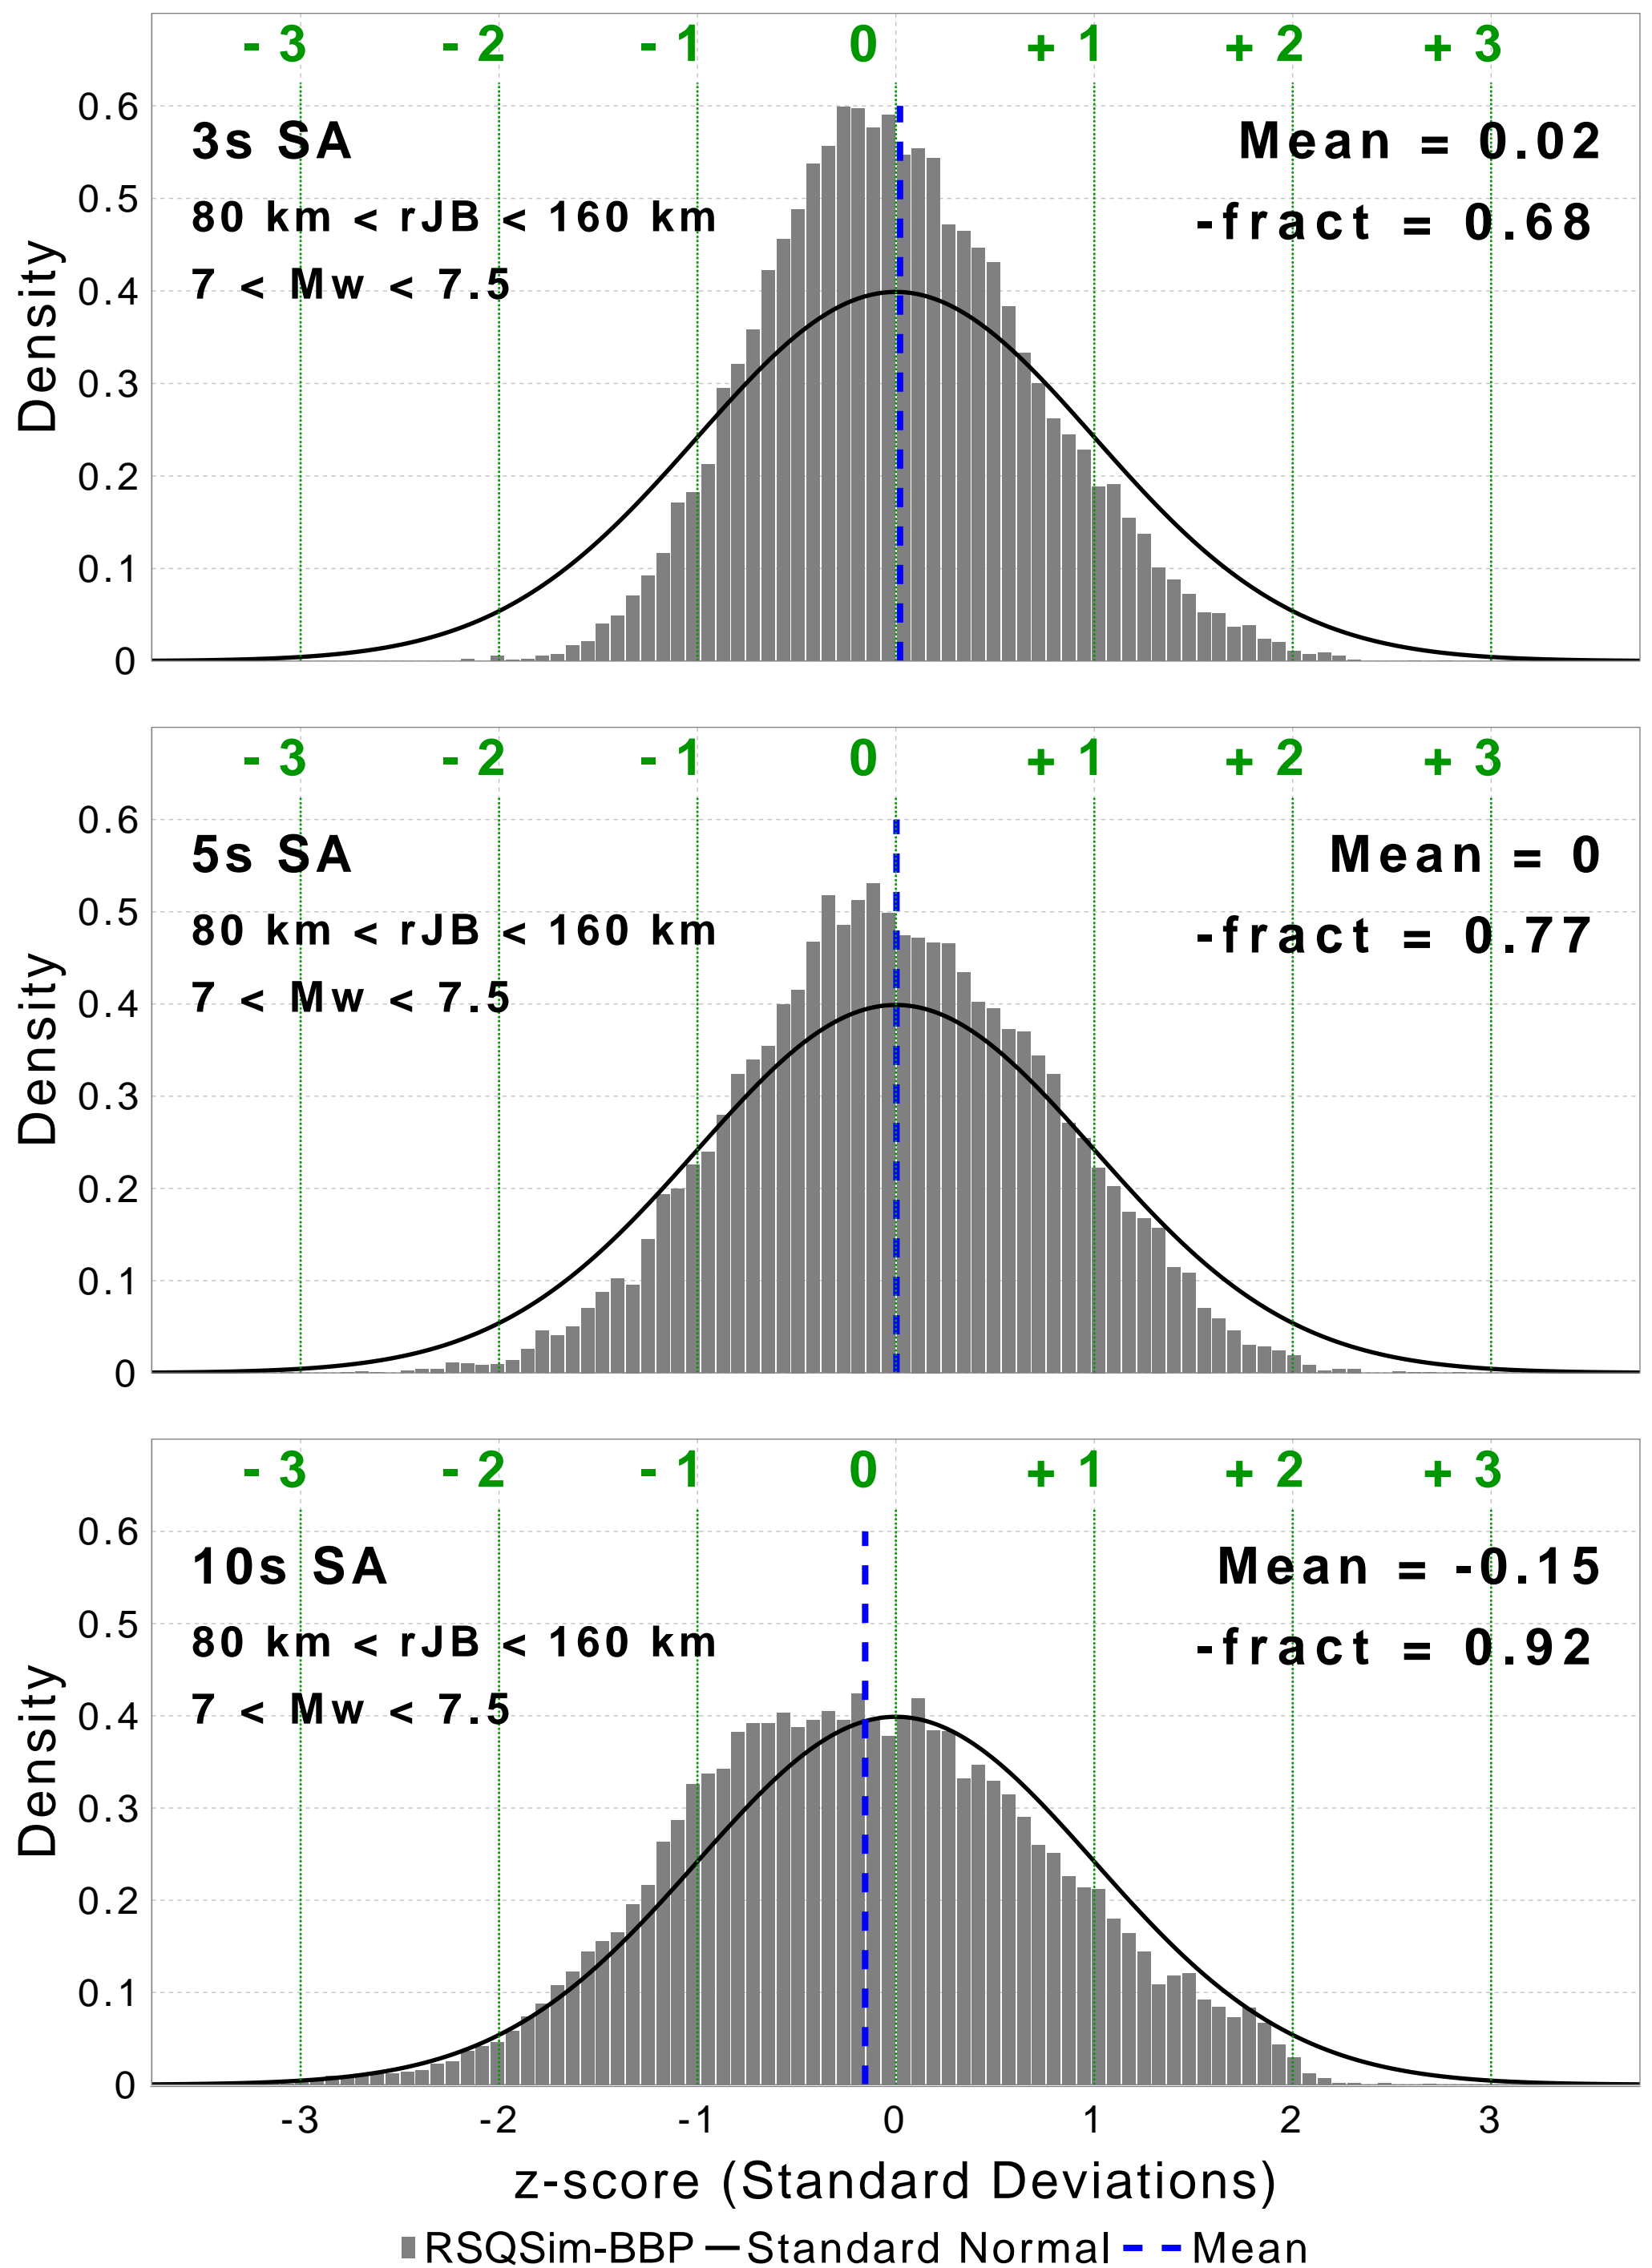 - 3 - 2 - 1 0 + 1 + 2 + 3
0.6
3s SA
Mean = 0.02
0.5
80 km < rJB < 160 km
-fract = 0.68
7 < Mw < 7.5
0.4
Density
0.3
0.2
0.1
0
- 3 - 2 - 1 0 + 1 + 2 + 3
0.6
5s SA
Mean = 0
0.5
80 km < rJB < 160 km
-fract = 0.77
7 < Mw < 7.5
0.4
Density
0.3
0.2
0.1
0
- 3 - 2 - 1 0 + 1 + 2 + 3
0.6
10s SA
Mean = -0.15
0.5
80 km < rJB < 160 km
-fract = 0.92
7 < Mw < 7.5
0.4
Density
0.3
0.2
0.1
0
-3 -2 -1 0 1 2 3
z-score (Standard Deviations)
RSQSim-BBP Standard Normal Mean